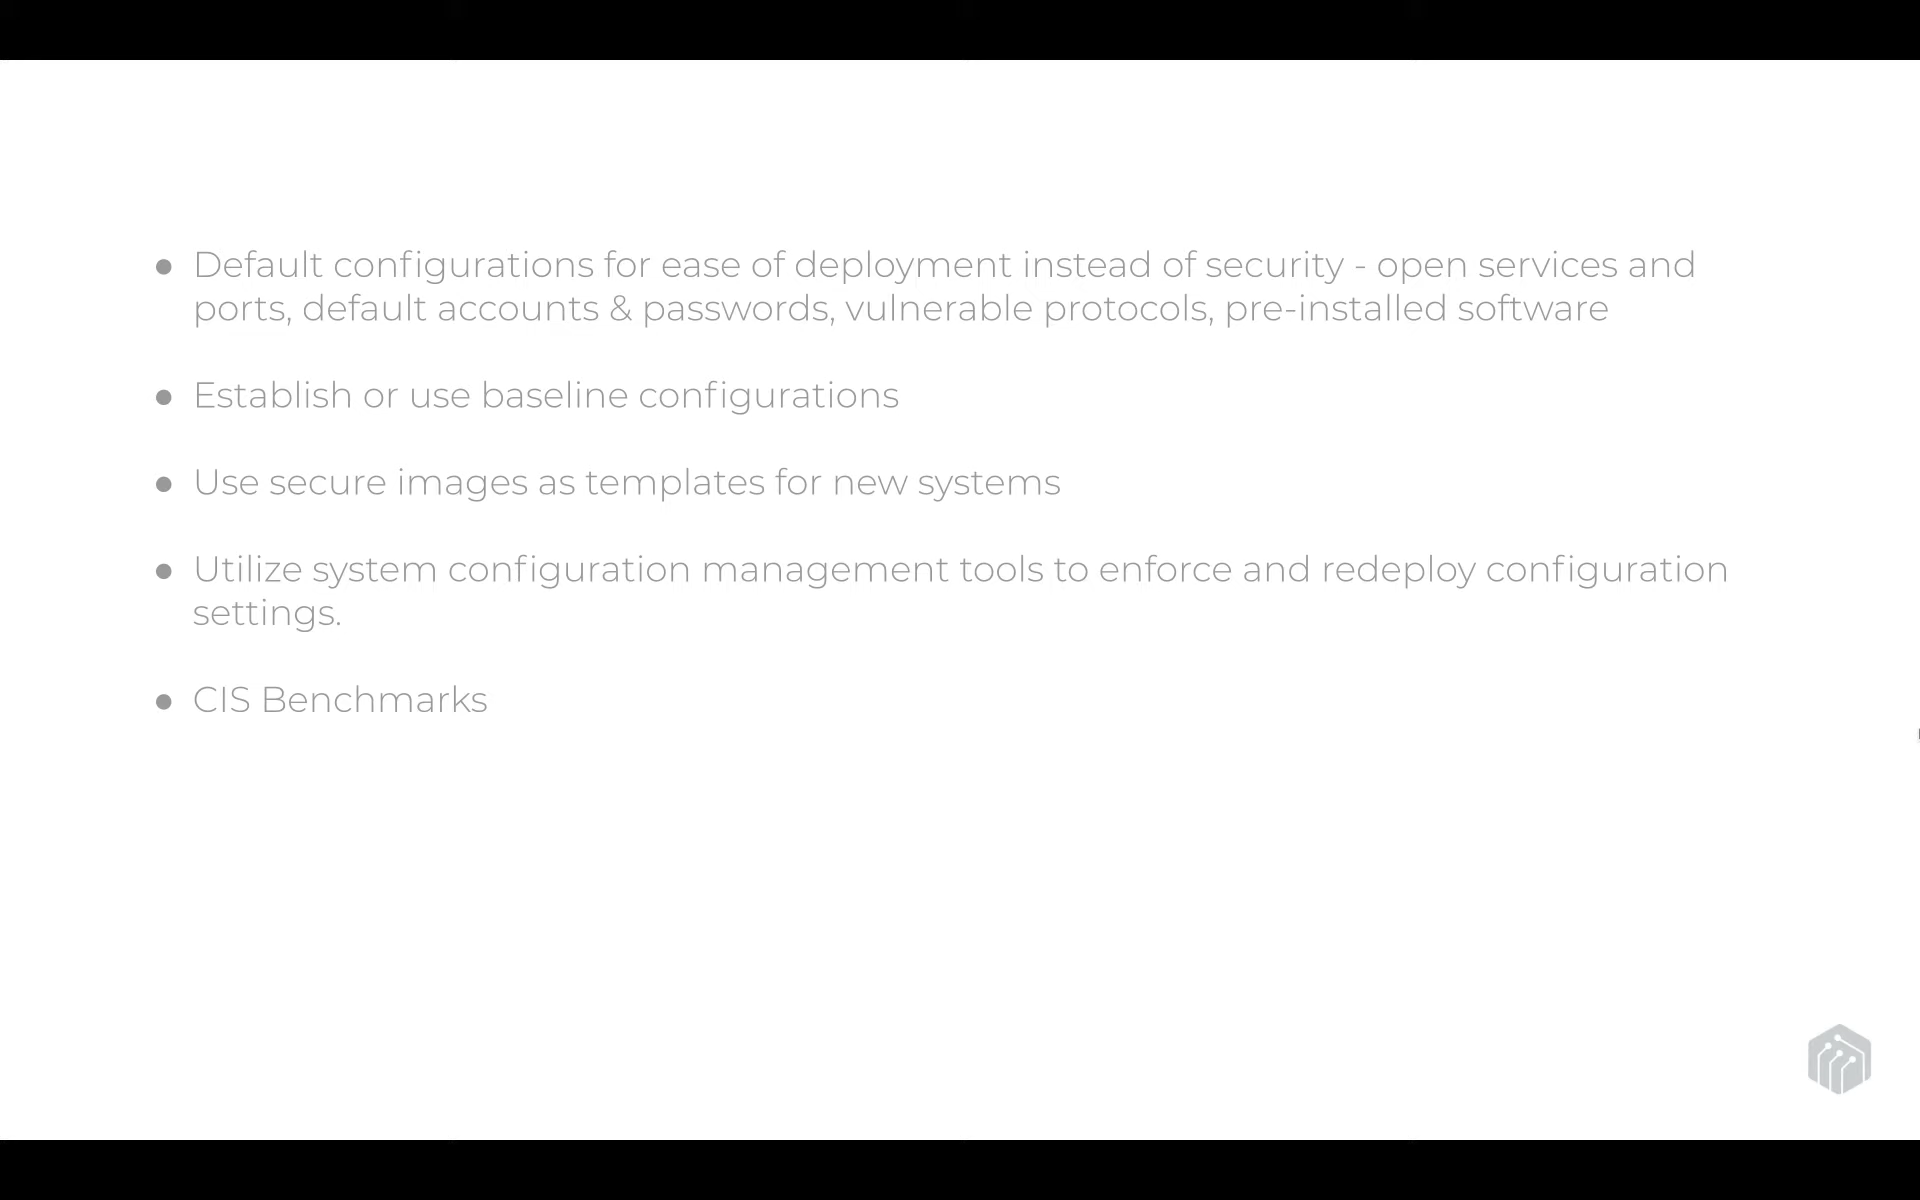 ● Default configurations for ease of deployment instead of security - open services and
ports, default accounts & passwords, vulnerable protocols, pre-installed software
● Establish or use baseline configurations
● Use secure images as templates for new systems
● Utilize system configuration management tools to enforce and redeploy configuration
settings.
● CIS Benchmarks